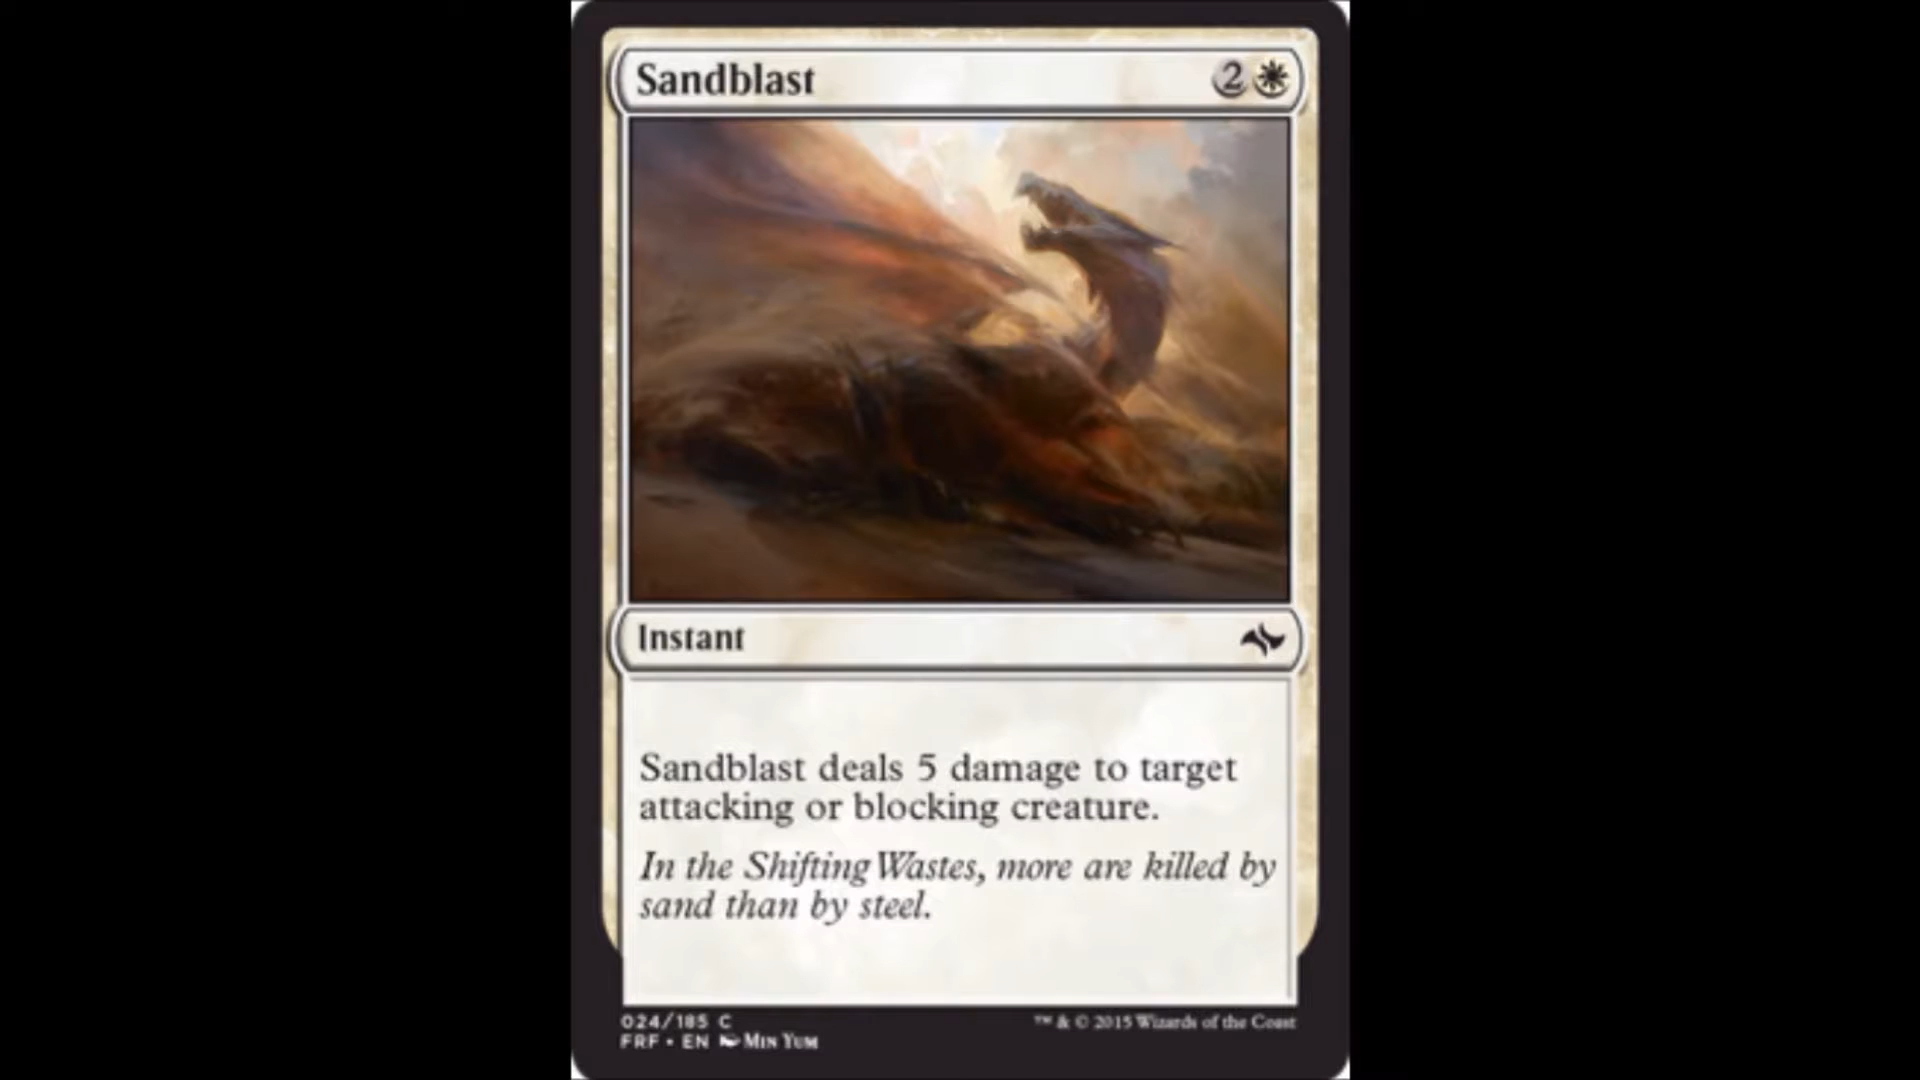 Sandblast 2
Instant
Sandblast deals 5 damage to target
attacking or blocking creature.
In the Shifting Wastes, more are killed by
sand than by steel.
024/185 C
™ & © 2015 Wizards of the Coast
FRF • EN Min Yum